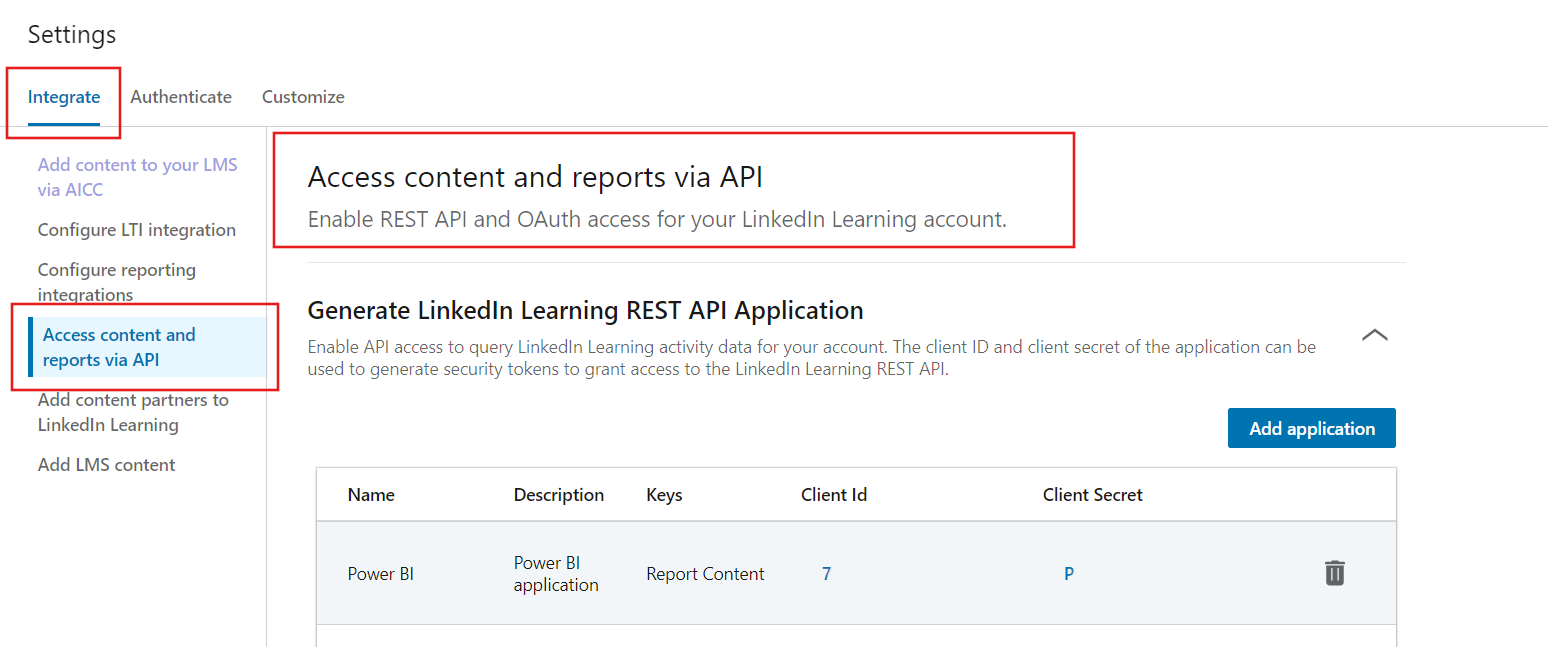 Settings
Integrate Authenticate Customize
Add content to your LMS
via AICC
Configure LTI integration
Configure reporting
integrations
Access content and
reports via API
Add content partners to
LinkedIn Learning
Add LMS content
Access content and reports via API
Enable REST API and OAuth access for your LinkedIn Learning account.
Generate LinkedIn Learning REST API Application
Enable API access to query LinkedIn Learning activity data for your account. The client ID and client secret of the application can be
used to generate security tokens to grant access to the LinkedIn Learning REST API.
Add application
Name Description Keys Client Id Client Secret
Power BI Power BI application Report Content 7 P